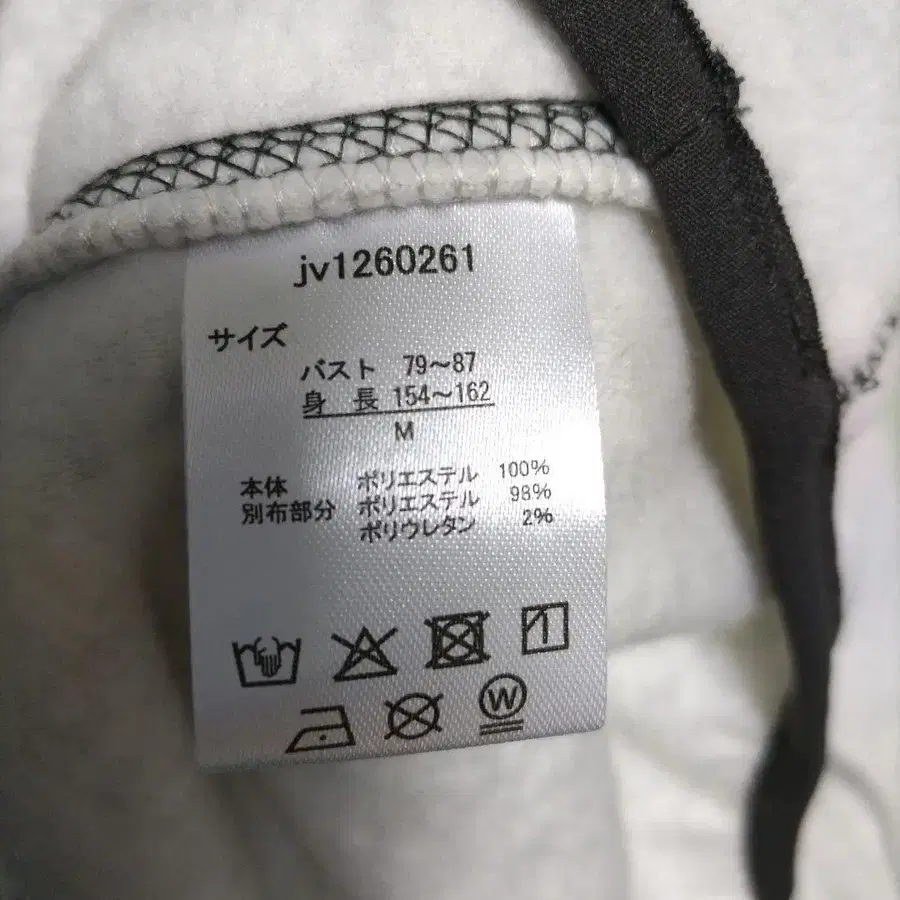 jv1260261
サイズ
バスト 79～87
身 長 154～162
M
本体 ポリエステル 100%
別布部分 ポリエステル 98%
ポリウレタン 2%
W